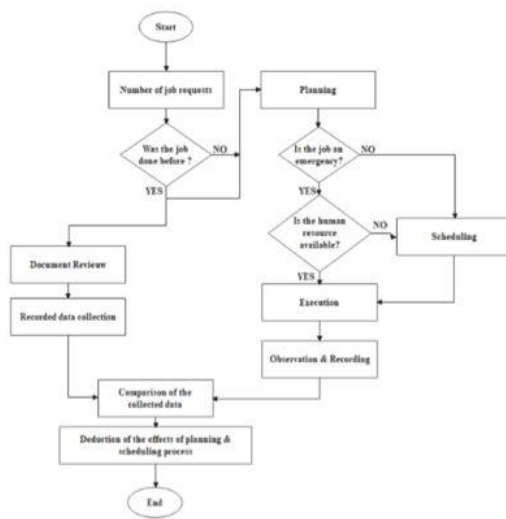 Start
Number of job requests
Planning
Was the job
done before ?
NO
YES
Is the job an
emergency?
NO
YES
Is the human
resource
available?
NO
YES
Scheduling
Document Reviuw
Recorded data collection
Execution
Observation & Recording
Comparison of the
collected data
Deduction of the effects of planning &
scheduling process
End